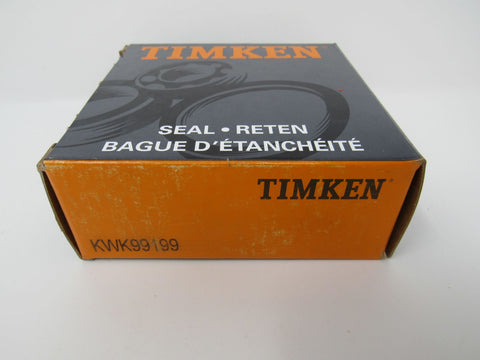 TIMKEN
SEAL • RETEN
BAGUE D'ÉTANCHÉITÉ
TIMKEN
KWK99199